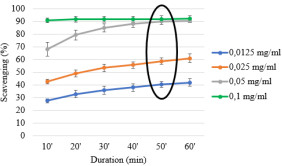 Scavenging (%)
100
90
80
70
60
50
40
30
20
10
0
10' 20' 30' 40' 50' 60'
Duration (min)
0,0125 mg/ml
0,025 mg/ml
0,05 mg/ml
0,1 mg/ml